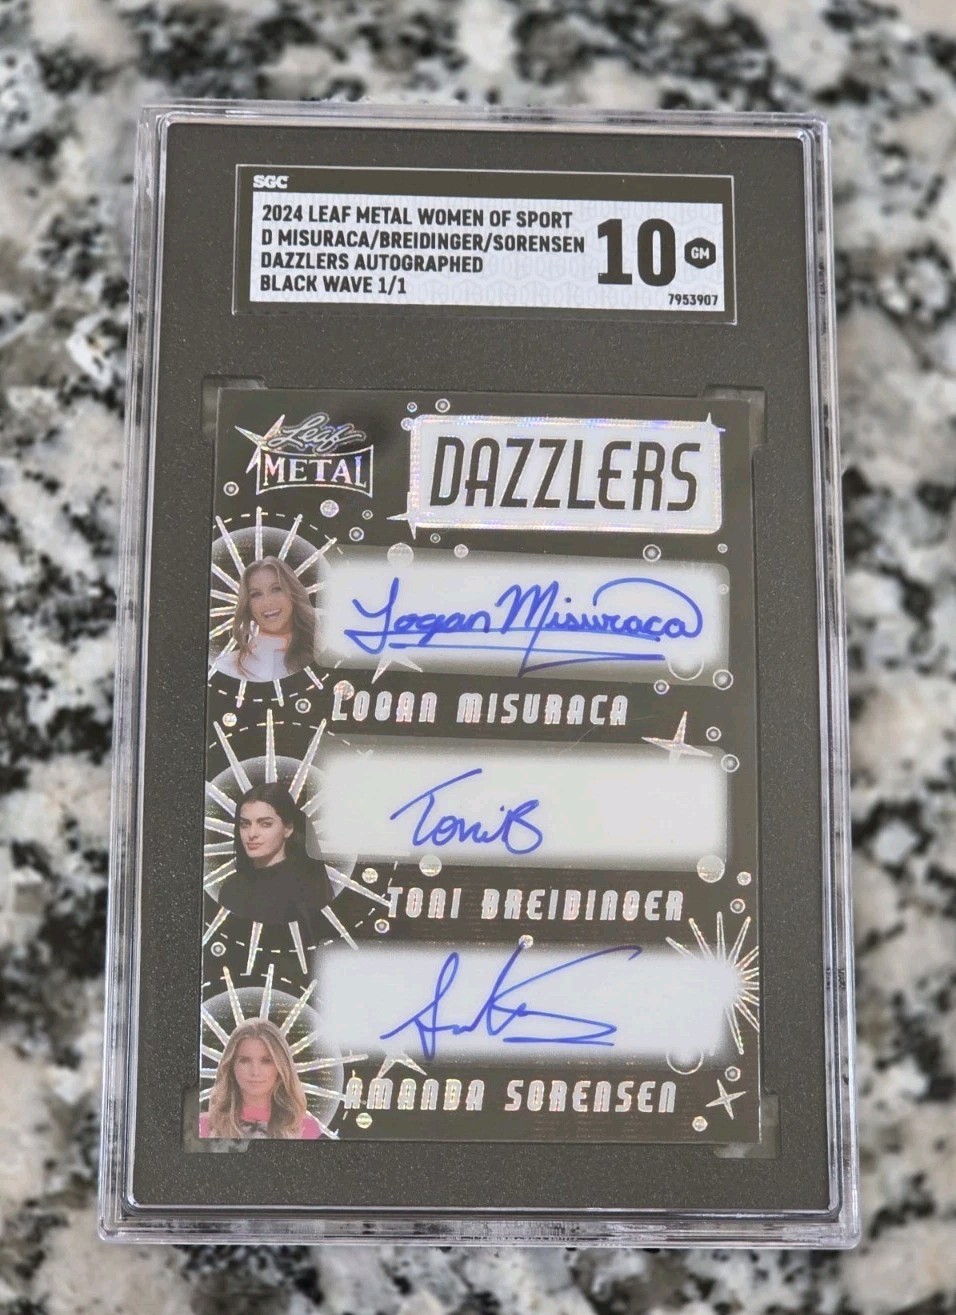 SGC
2024 LEAF METAL WOMEN OF SPORT
D MISURACA/BREIDINGER/SORENSEN
DAZZLERS AUTOGRAPHED
BLACK WAVE 1/1
10 GM
7953907
Leaf
METAL
DAZZLERS
Logan Misuraca
LOGAN MISURACA
Toni B
TONI BREIDINGER
AMANDA SORENSEN